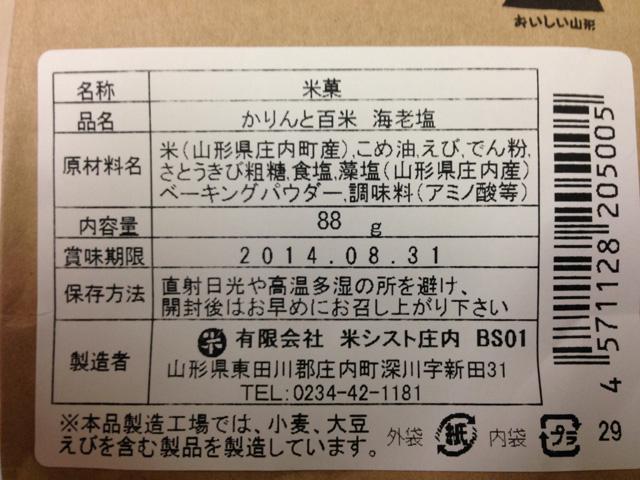 おいしい山形
名称 米菓
品名 かりんと百米 海老塩
原材料名 米(山形県庄内町産),こめ油,えび,でん粉,
さとうきび粗糖,食塩,藻塩(山形県庄内産)
ベーキングパウダー,調味料(アミノ酸等)
内容量 88 g
賞味期限 2014.08.31
保存方法 直射日光や高温多湿の所を避け、
開封後はお早めにお召し上がり下さい
製造者 米 有限会社 米シスト庄内 BS01
山形県東田川郡庄内町深川字新田31
TEL:0234-42-1181
※本品製造工場では、小麦、大豆
えびを含む製品を製造しています。
外袋 紙 内袋 プラ 29
4571128205005